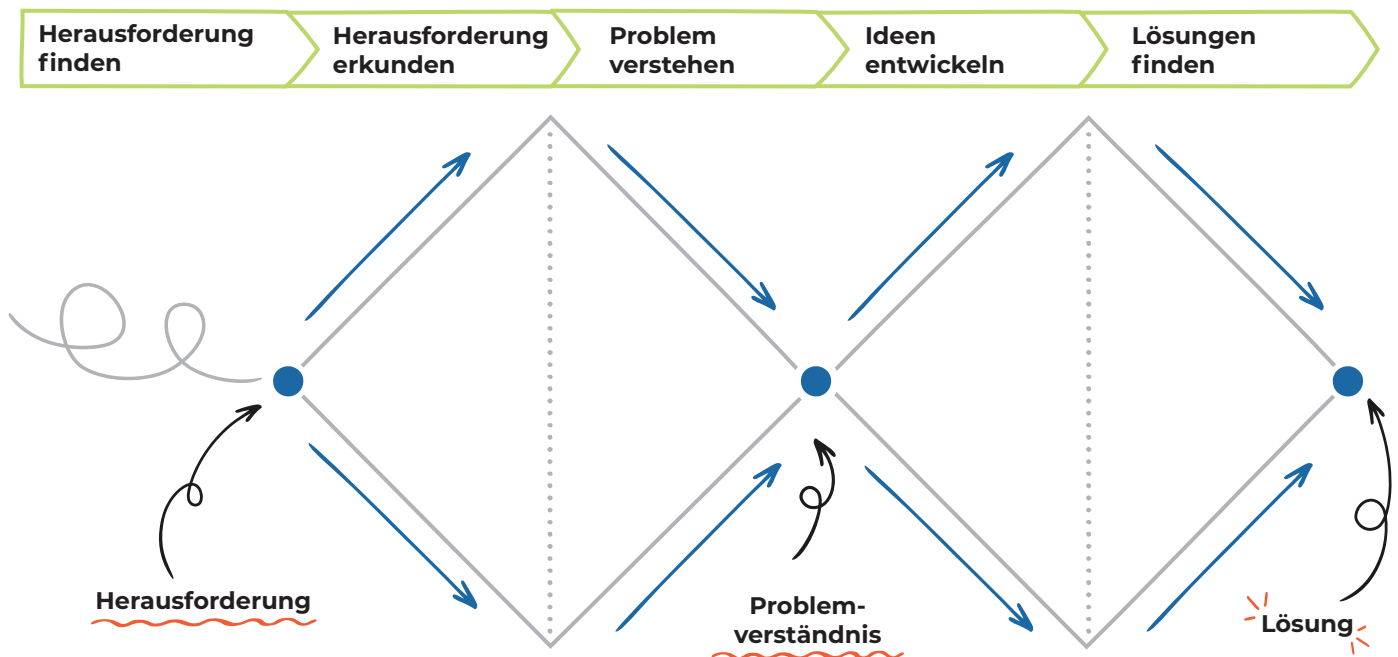 Herausforderung
finden
Herausforderung
erkunden
Problem
verstehen
Ideen
entwickeln
Lösungen
finden
Herausforderung
Problem-
verständnis
Lösung